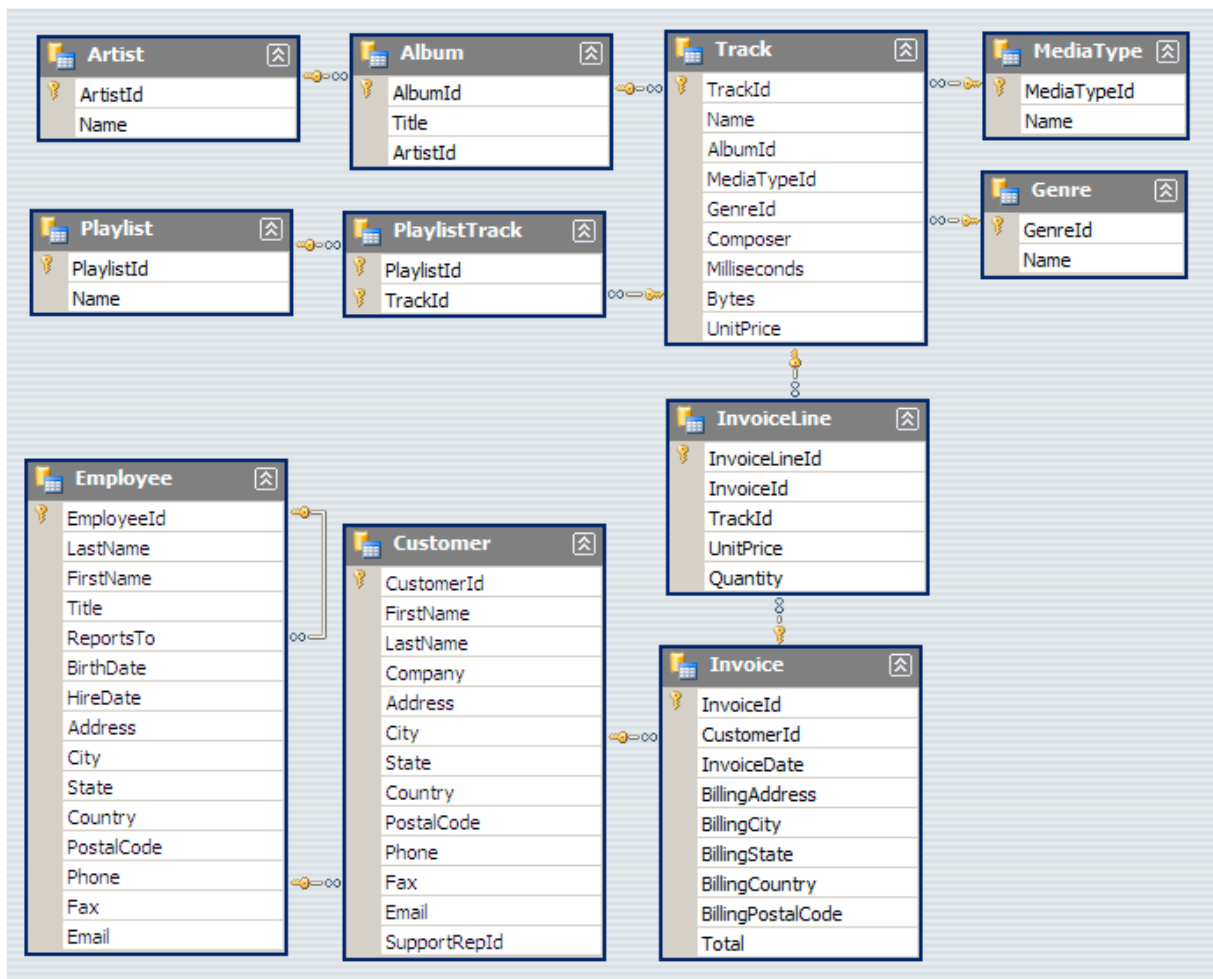 Artist
ArtistId
Name
Album
AlbumId
Title
ArtistId
Track
TrackId
Name
AlbumId
MediaTypeId
GenreId
Composer
Milliseconds
Bytes
UnitPrice
MediaType
MediaTypeId
Name
Genre
GenreId
Name
Playlist
PlaylistId
Name
PlaylistTrack
PlaylistId
TrackId
InvoiceLine
InvoiceLineId
InvoiceId
TrackId
UnitPrice
Quantity
Employee
EmployeeId
LastName
FirstName
Title
ReportsTo
BirthDate
HireDate
Address
City
State
Country
PostalCode
Phone
Fax
Email
Customer
CustomerId
FirstName
LastName
Company
Address
City
State
Country
PostalCode
Phone
Fax
Email
SupportRepId
Invoice
InvoiceId
CustomerId
InvoiceDate
BillingAddress
BillingCity
BillingState
BillingCountry
BillingPostalCode
Total